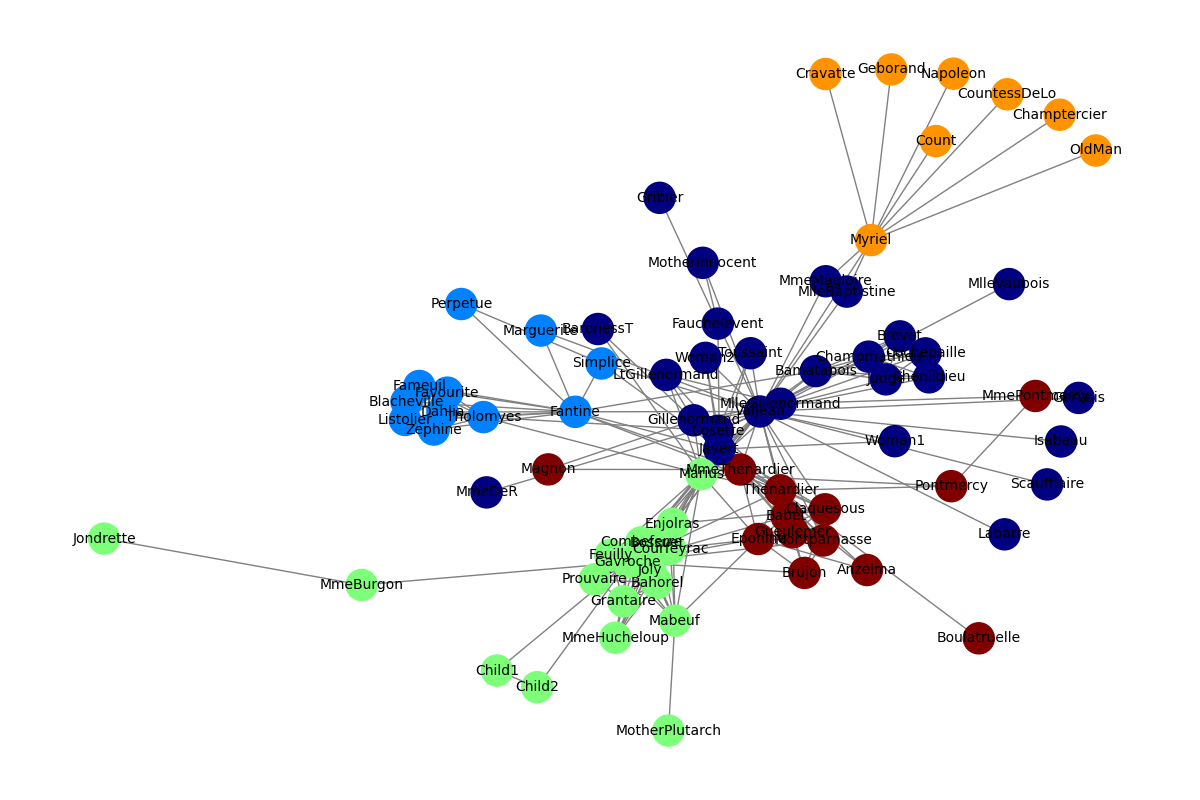 Cravatte
Geborand
Napoleon
CountessDeLo
Champtercier
Count
OldMan
Gribier
Myriel
MotherInnocent
MmeMagloire
MlleBaptistine
MlleVaubois
Perpetue
Marguerite
BaronessT
Fauchelevent
Brevet
Woman2
Toussaint
Champmathieu
Cochepaille
Simplice
LtGillenormand
Bamatabois
Judge
Chenildieu
Fameuil
Favourite
Blacheville
MmePontmercy
Gervais
Dahlia
Tholomyes
Fantine
MlleGillenormand
Valjean
Listolier
Zephine
Gillenormand
Cosette
Woman1
Isabeau
Javert
Magnon
Marius
MmeThenardier
MmeDeR
Thenardier
Pontmercy
Scaufflaire
Claquesous
Babet
Enjolras
Gueulemer
Labarre
Jondrette
Combeferre
Bossuet
Eponine
Montparnasse
Feuilly
Courfeyrac
Gavroche
Joly
Prouvaire
Bahorel
Brujon
Anzelma
MmeBurgon
Grantaire
Mabeuf
MmeHucheloup
Boulatruelle
Child1
Child2
MotherPlutarch